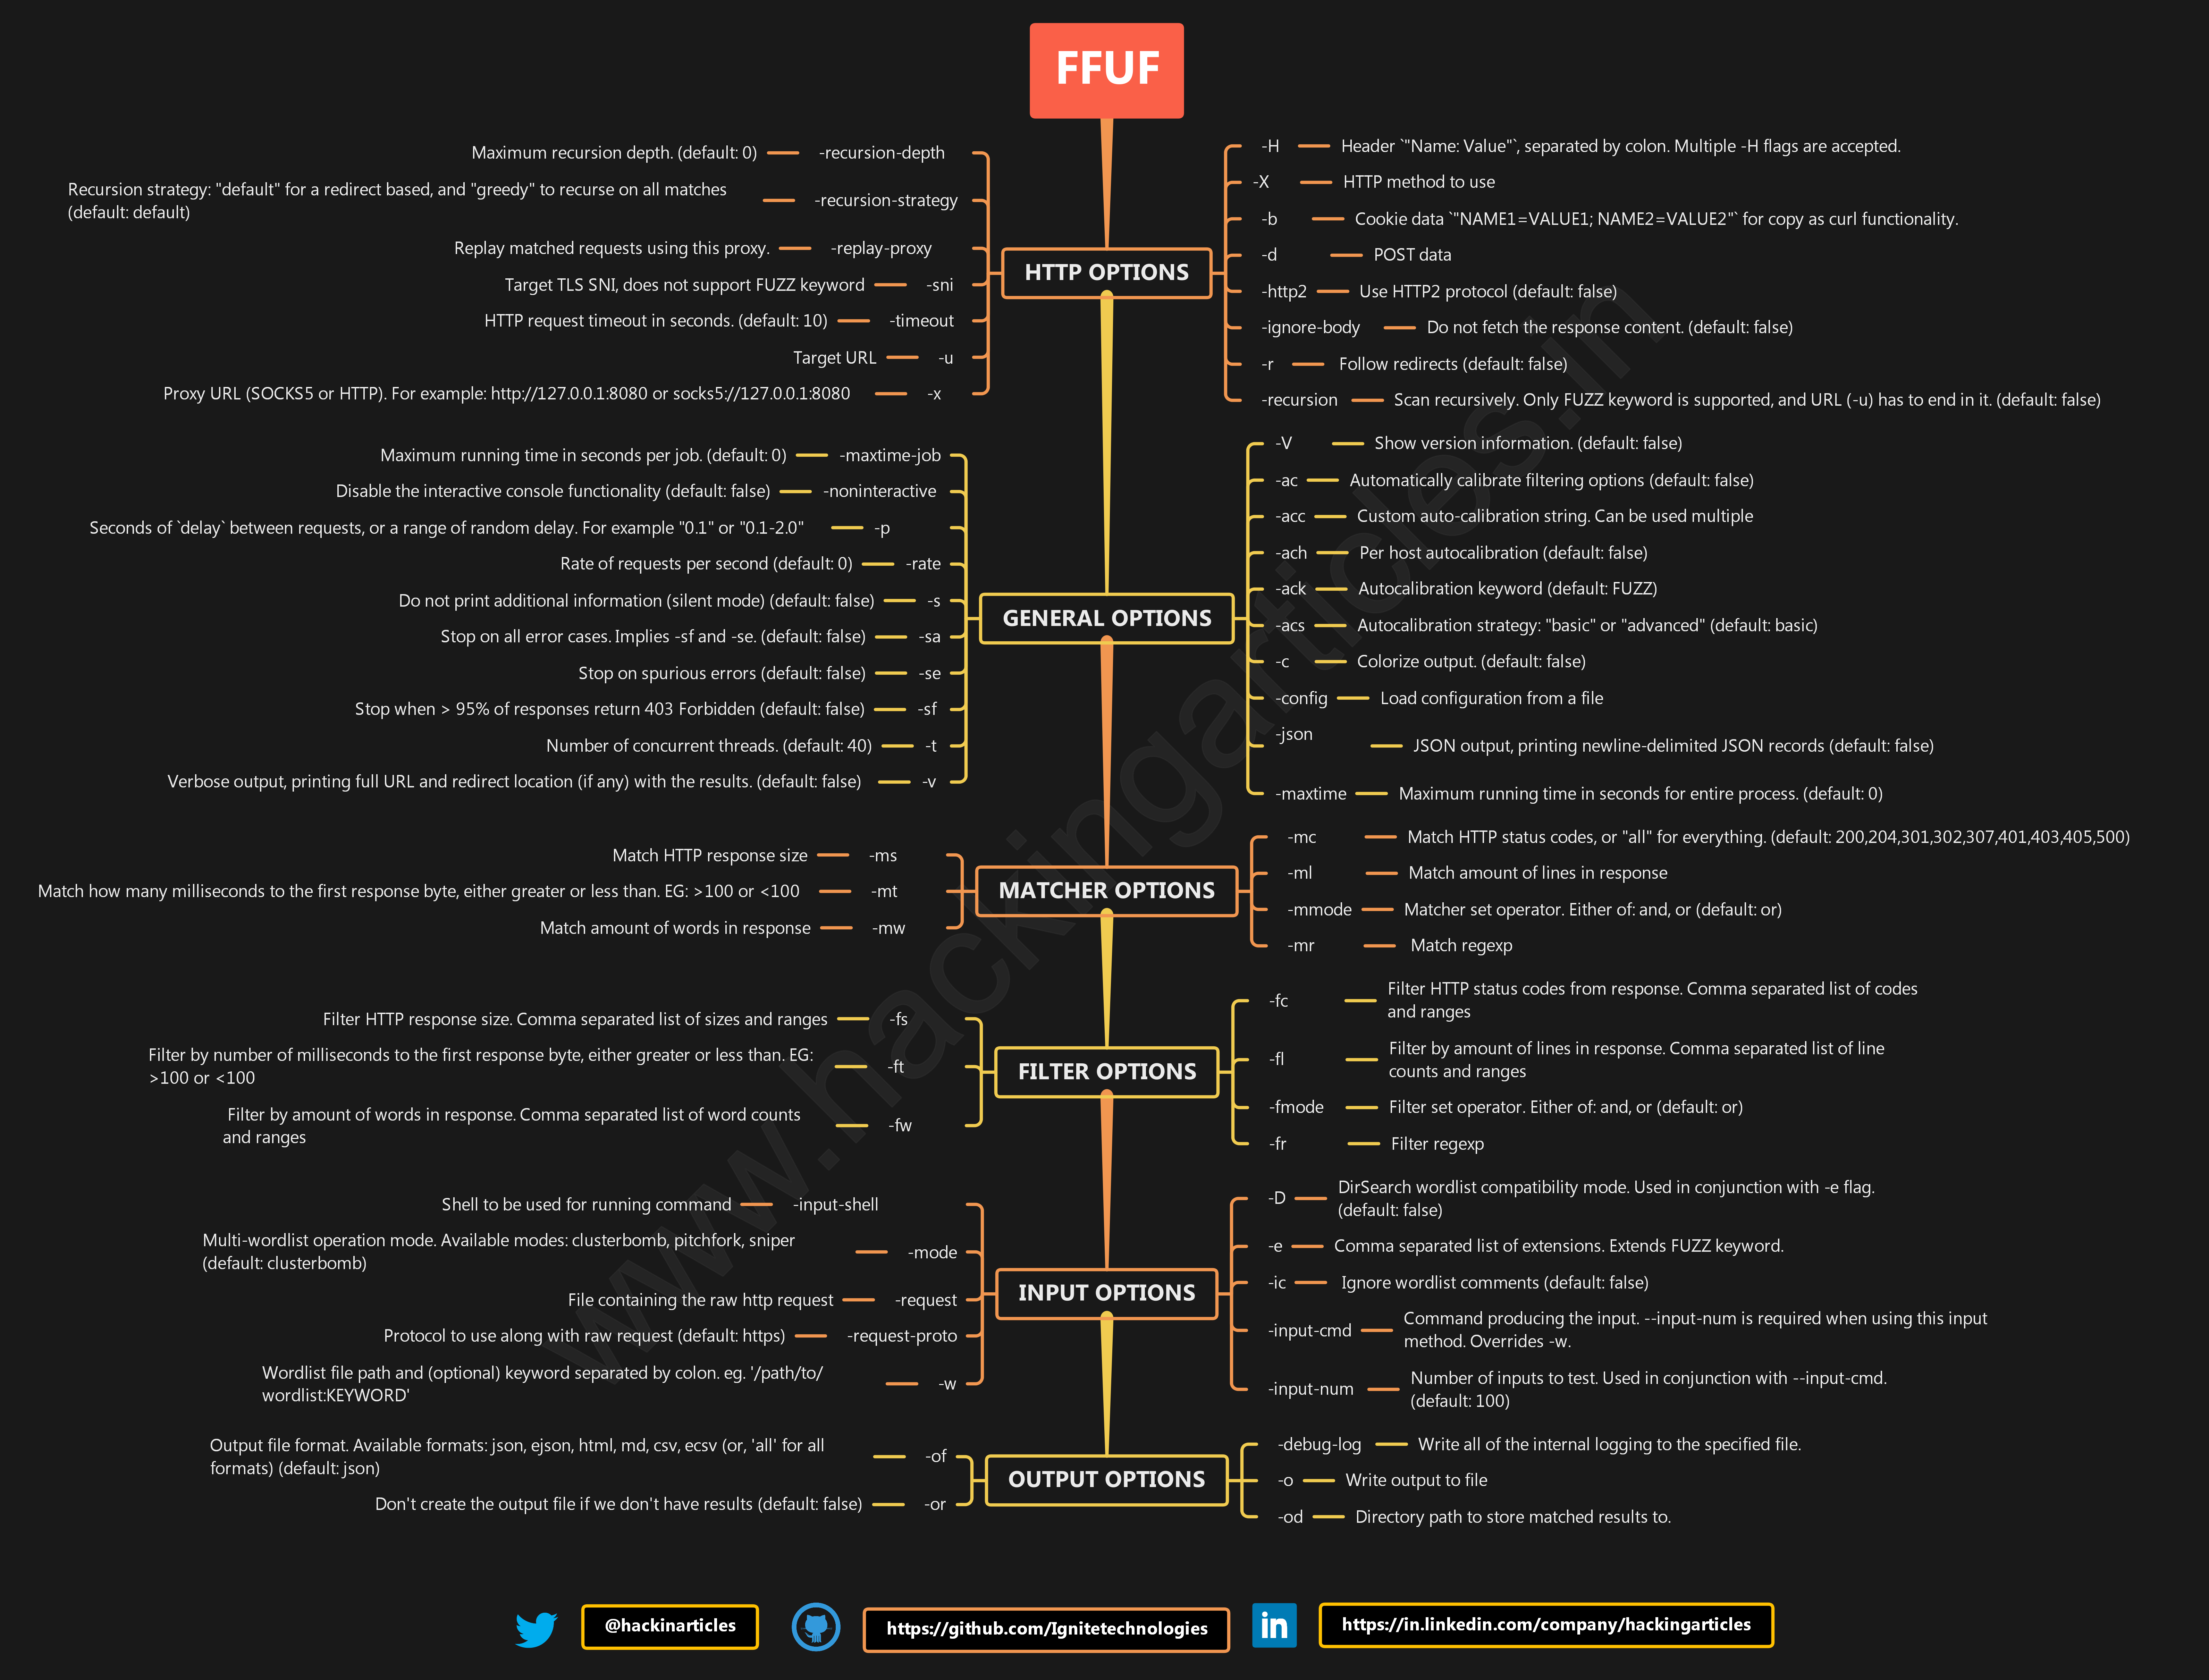 FFUF
HTTP OPTIONS
Maximum recursion depth. (default: 0) -recursion-depth
Recursion strategy: "default" for a redirect based, and "greedy" to recurse on all matches
(default: default)
-recursion-strategy
Replay matched requests using this proxy. -replay-proxy
Target TLS SNI, does not support FUZZ keyword -sni
HTTP request timeout in seconds. (default: 10) -timeout
Target URL -u
Proxy URL (SOCKS5 or HTTP). For example: http://127.0.0.1:8080 or socks5://127.0.0.1:8080 -x
-H Header `"Name: Value"`, separated by colon. Multiple -H flags are accepted.
-X HTTP method to use
-b Cookie data `"NAME1=VALUE1; NAME2=VALUE2"` for copy as curl functionality.
-d POST data
-http2 Use HTTP2 protocol (default: false)
-ignore-body Do not fetch the response content. (default: false)
-r Follow redirects (default: false)
-recursion Scan recursively. Only FUZZ keyword is supported, and URL (-u) has to end in it. (default: false)
GENERAL OPTIONS
Maximum running time in seconds per job. (default: 0) -maxtime-job
Disable the interactive console functionality (default: false) -noninteractive
Seconds of `delay` between requests, or a range of random delay. For example "0.1" or "0.1-2.0" -p
Rate of requests per second (default: 0) -rate
Do not print additional information (silent mode) (default: false) -s
Stop on all error cases. Implies -sf and -se. (default: false) -sa
Stop on spurious errors (default: false) -se
Stop when > 95% of responses return 403 Forbidden (default: false) -sf
Number of concurrent threads. (default: 40) -t
Verbose output, printing full URL and redirect location (if any) with the results. (default: false) -v
-V Show version information. (default: false)
-ac Automatically calibrate filtering options (default: false)
-acc Custom auto-calibration string. Can be used multiple
-ach Per host autocalibration (default: false)
-ack Autocalibration keyword (default: FUZZ)
-acs Autocalibration strategy: "basic" or "advanced" (default: basic)
-c Colorize output. (default: false)
-config Load configuration from a file
-json JSON output, printing newline-delimited JSON records (default: false)
-maxtime Maximum running time in seconds for entire process. (default: 0)
MATCHER OPTIONS
Match HTTP response size -ms
Match how many milliseconds to the first response byte, either greater or less than. EG: >100 or <100 -mt
Match amount of words in response -mw
-mc Match HTTP status codes, or "all" for everything. (default: 200,204,301,302,307,401,403,405,500)
-ml Match amount of lines in response
-mmode Matcher set operator. Either of: and, or (default: or)
-mr Match regexp
FILTER OPTIONS
Filter HTTP response size. Comma separated list of sizes and ranges -fs
Filter by number of milliseconds to the first response byte, either greater or less than. EG:
>100 or <100
-ft
Filter by amount of words in response. Comma separated list of word counts
and ranges
-fw
-fc
Filter HTTP status codes from response. Comma separated list of codes
and ranges
-fl
Filter by amount of lines in response. Comma separated list of line
counts and ranges
-fmode Filter set operator. Either of: and, or (default: or)
-fr Filter regexp
INPUT OPTIONS
Shell to be used for running command -input-shell
Multi-wordlist operation mode. Available modes: clusterbomb, pitchfork, sniper
(default: clusterbomb)
-mode
File containing the raw http request -request
Protocol to use along with raw request (default: https) -request-proto
Wordlist file path and (optional) keyword separated by colon. eg. '/path/to/
wordlist:KEYWORD'
-w
-D
DirSearch wordlist compatibility mode. Used in conjunction with -e flag.
(default: false)
-e Comma separated list of extensions. Extends FUZZ keyword.
-ic Ignore wordlist comments (default: false)
-input-cmd
Command producing the input. --input-num is required when using this input
method. Overrides -w.
-input-num
Number of inputs to test. Used in conjunction with --input-cmd.
(default: 100)
OUTPUT OPTIONS
Output file format. Available formats: json, ejson, html, md, csv, ecsv (or, 'all' for all
formats) (default: json)
-of
Don't create the output file if we don't have results (default: false) -or
-debug-log Write all of the internal logging to the specified file.
-o Write output to file
-od Directory path to store matched results to.
www.hackingarticles.in
@hackinarticles
https://github.com/Ignitetechnologies
in
https://in.linkedin.com/company/hackingarticles